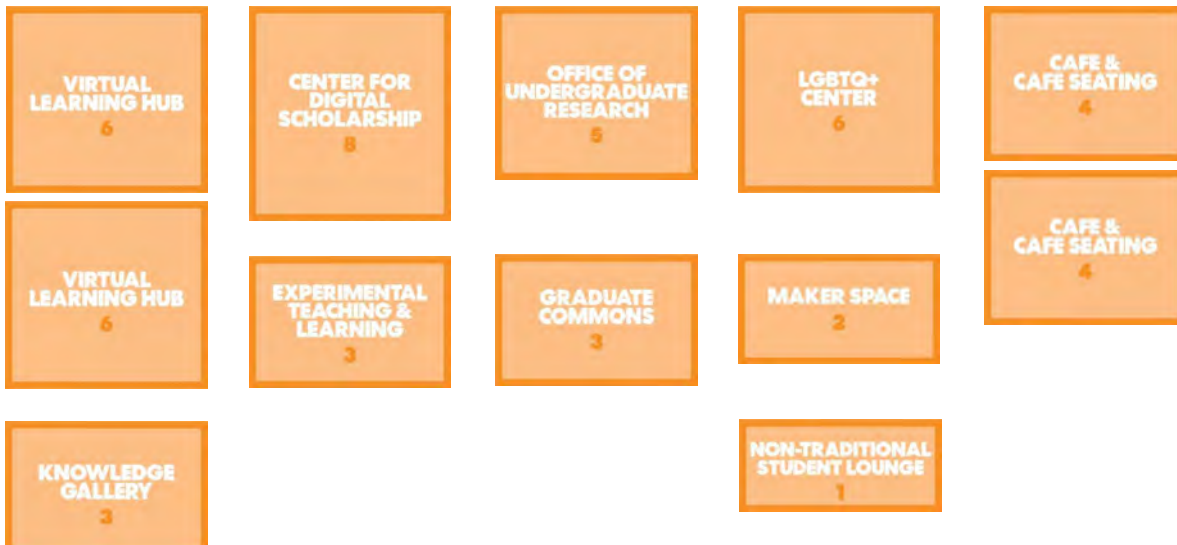 VIRTUAL
LEARNING HUB
6
CENTER FOR
DIGITAL
SCHOLARSHIP
8
OFFICE OF
UNDERGRADUATE
RESEARCH
5
LGBTQ+
CENTER
6
CAFE &
CAFE SEATING
4
VIRTUAL
LEARNING HUB
6
EXPERIMENTAL
TEACHING &
LEARNING
3
GRADUATE
COMMONS
3
MAKER SPACE
2
CAFE &
CAFE SEATING
4
KNOWLEDGE
GALLERY
3
NON-TRADITIONAL
STUDENT LOUNGE
1